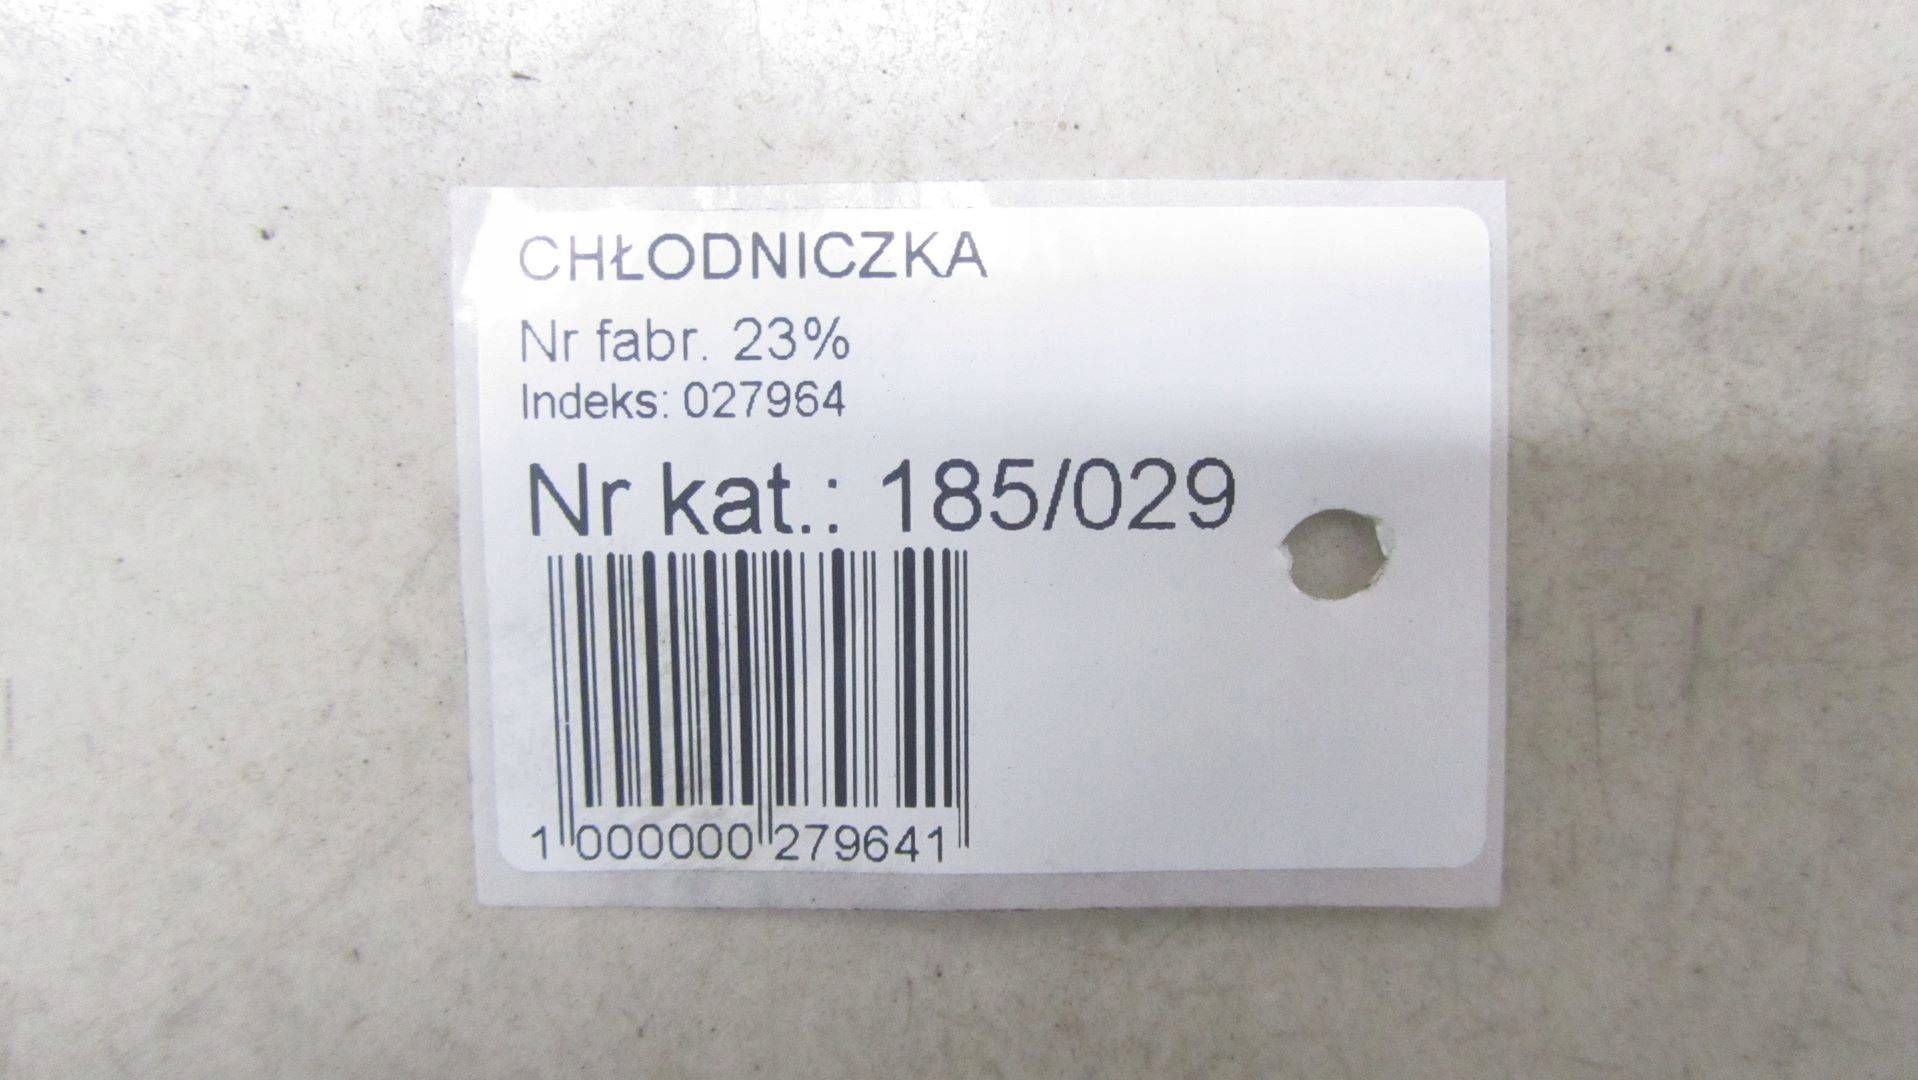 CHŁODNICZKA
Nr fabr. 23%
Indeks: 027964
Nr kat.: 185/029
1 000000 279641